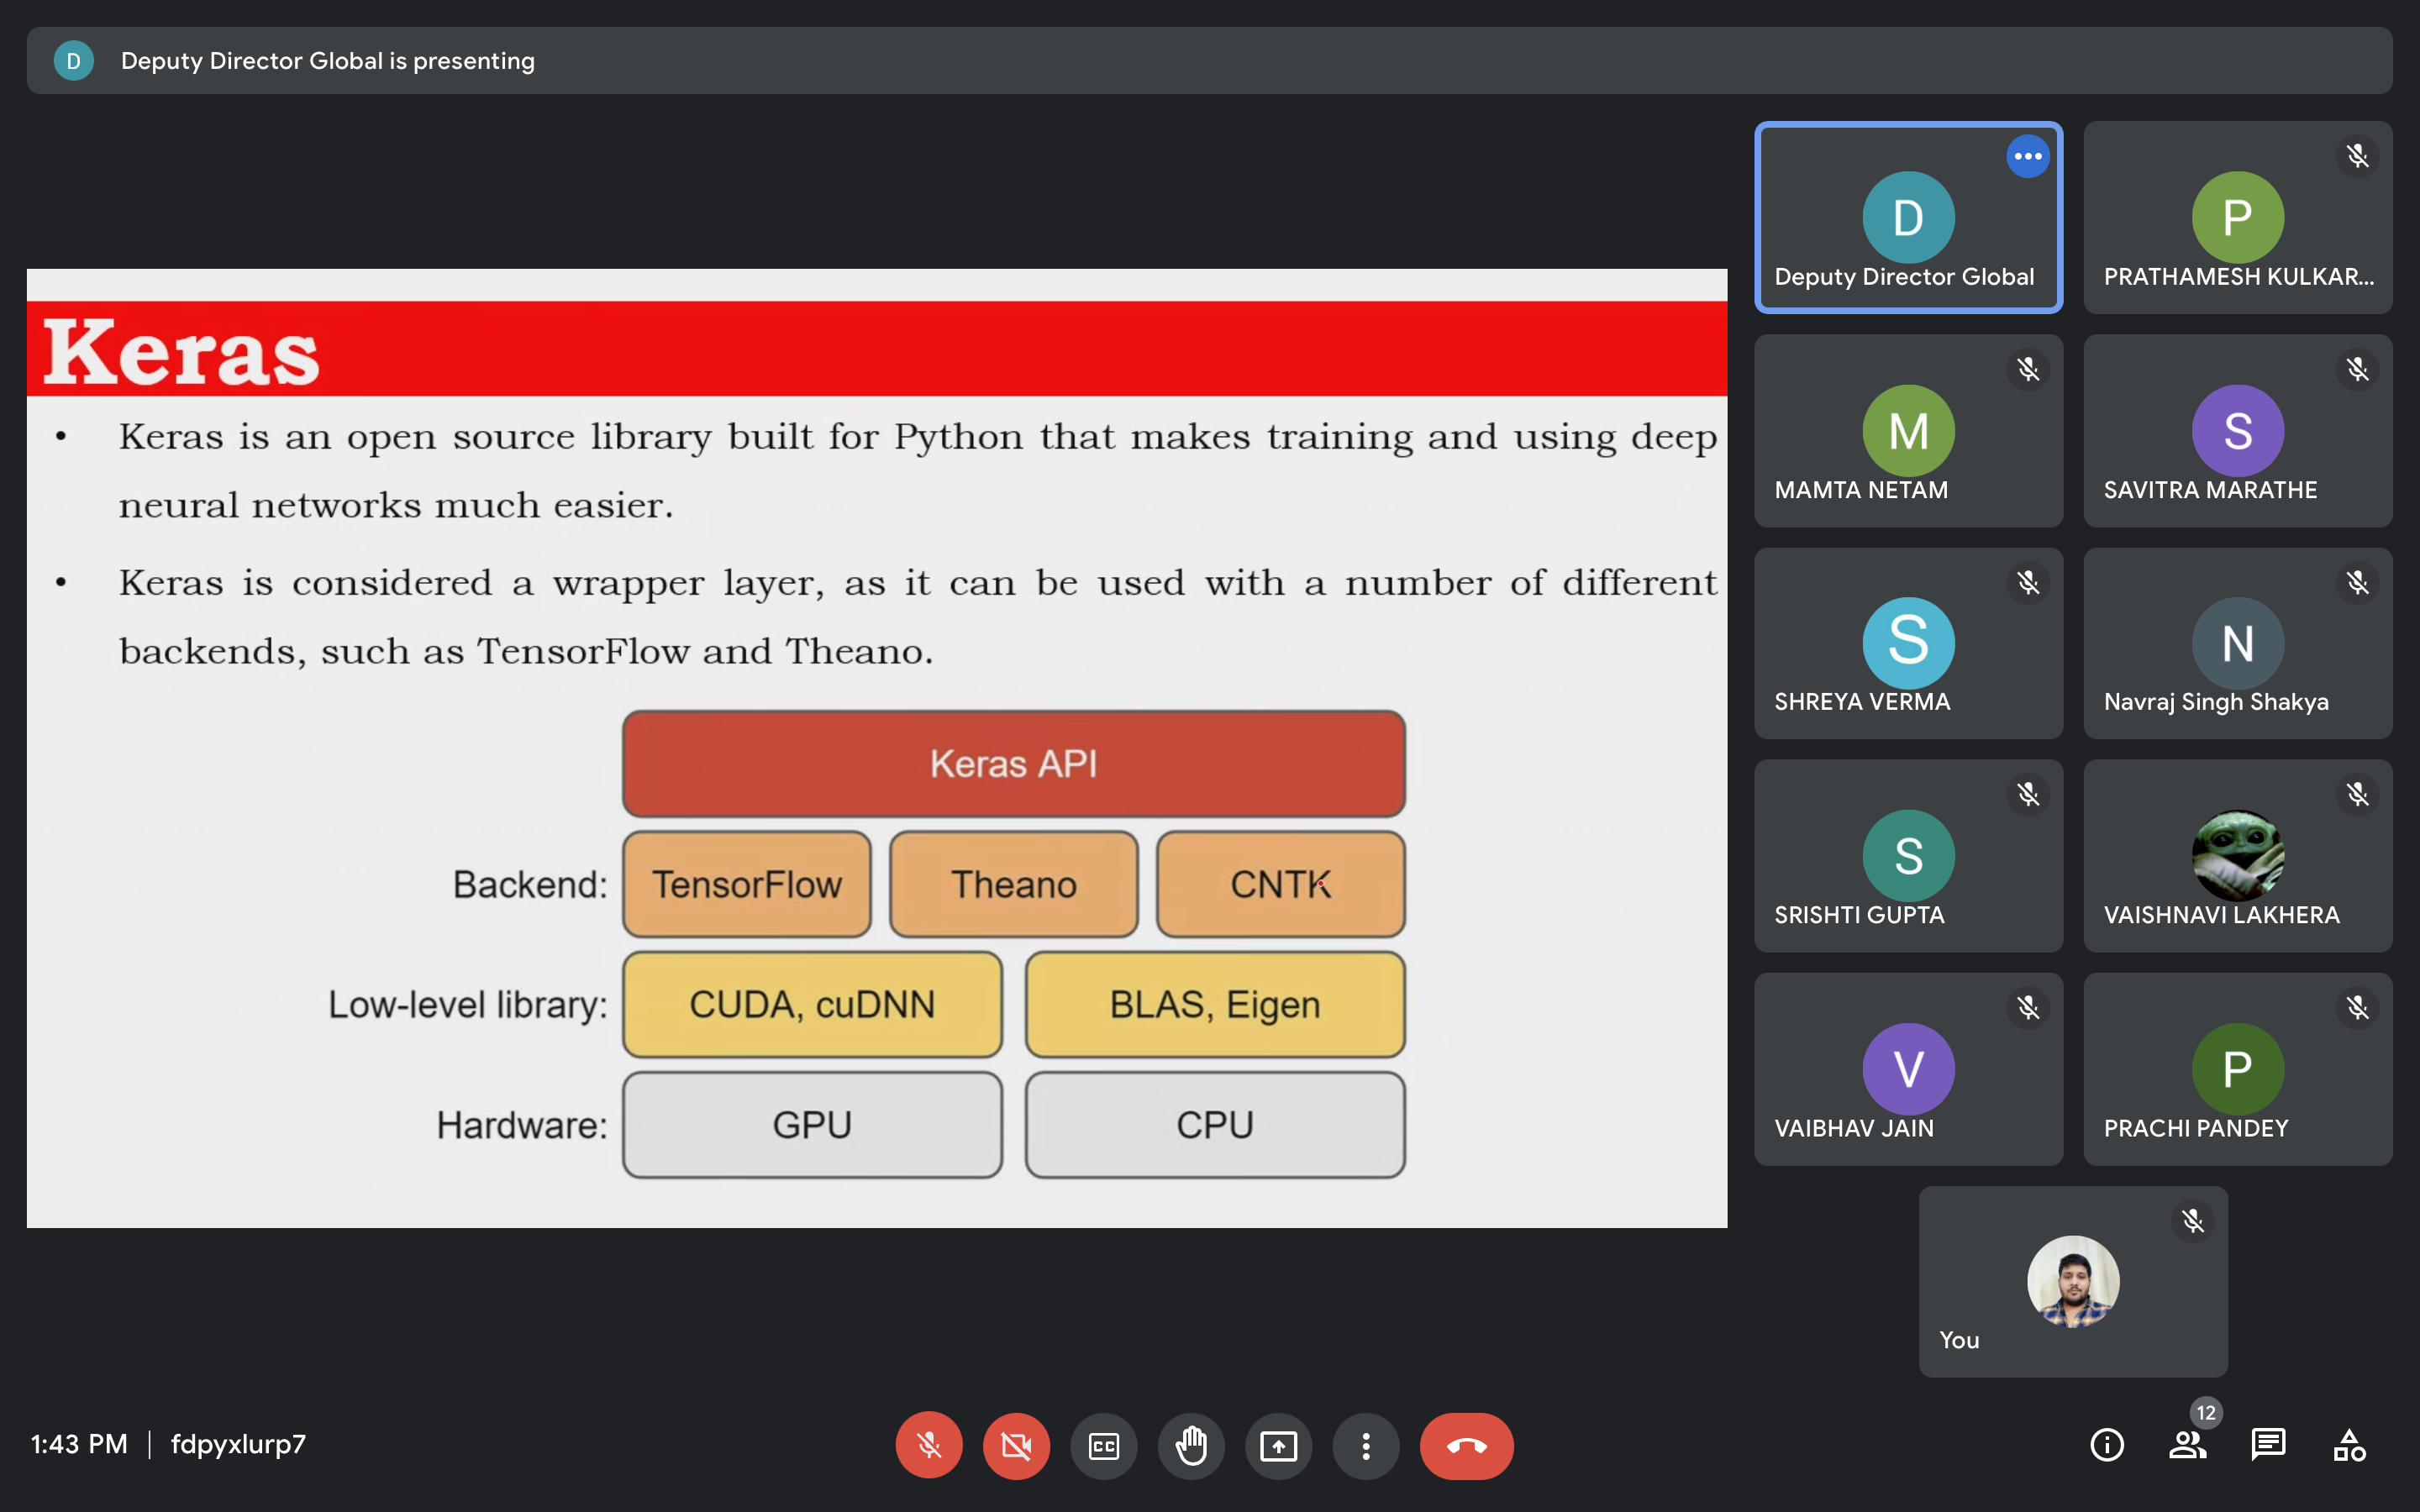 D Deputy Director Global is presenting
Keras
• Keras is an open source library built for Python that makes training and using deep
neural networks much easier.
• Keras is considered a wrapper layer, as it can be used with a number of different
backends, such as TensorFlow and Theano.
Keras API
Backend: TensorFlow Theano CNTK
Low-level library: CUDA, cuDNN BLAS, Eigen
Hardware: GPU CPU
D
Deputy Director Global
P
PRATHAMESH KULKAR...
M
MAMTA NETAM
S
SAVITRA MARATHE
S
SHREYA VERMA
N
Navraj Singh Shakya
S
SRISHTI GUPTA
VAISHNAVI LAKHERA
V
VAIBHAV JAIN
P
PRACHI PANDEY
You
1:43 PM | fdpyxlurp7
CC
12